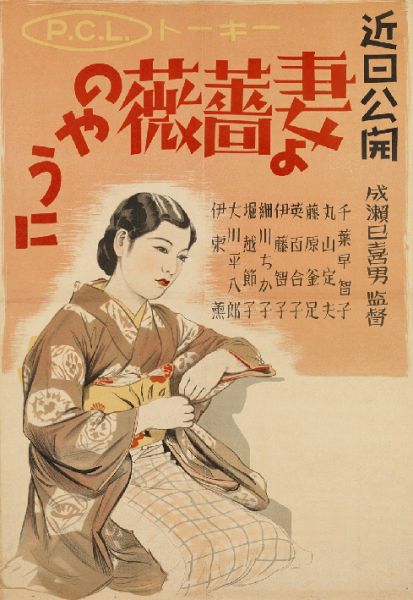 P.C.L. トーキー
近日公開
妻よ薔薇のやうに
成瀬巳喜男監督
千葉早智子
丸山定夫
藤原釜足
英百合子
伊藤智子
細川ちか子
堀越節子
大川平八郎
伊東薫